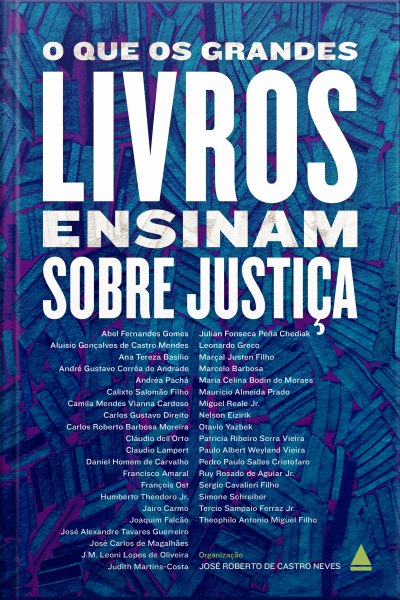 O QUE OS GRANDES
LIVROS
ENSINAM
SOBRE JUSTIÇA
Abel Fernandes Gomes
Aluisio Gonçalves de Castro Mendes
Ana Tereza Basilio
André Gustavo Corrêa de Andrade
Andréa Pachá
Calixto Salomão Filho
Camila Mendes Vianna Cardoso
Carlos Gustavo Direito
Carlos Roberto Barbosa Moreira
Cláudio dell'Orto
Claudio Lampert
Daniel Homem de Carvalho
Francisco Amaral
François Ost
Humberto Theodoro Jr.
Jairo Carmo
Joaquim Falcão
José Alexandre Tavares Guerreiro
José Carlos de Magalhães
J.M. Leoni Lopes de Oliveira
Judith Martins-Costa
Julian Fonseca Peña Chediak
Leonardo Greco
Marçal Justen Filho
Marcelo Barbosa
Maria Celina Bodin de Moraes
Maurício Almeida Prado
Miguel Reale Jr.
Nelson Eizirik
Otavio Yazbek
Patricia Ribeiro Serra Vieira
Paulo Albert Weyland Vieira
Pedro Paulo Salles Cristofaro
Ruy Rosado de Aguiar Jr.
Sergio Cavalieri Filho
Simone Schreiber
Tercio Sampaio Ferraz Jr.
Theophilo Antonio Miguel Filho
Organização
JOSÉ ROBERTO DE CASTRO NEVES